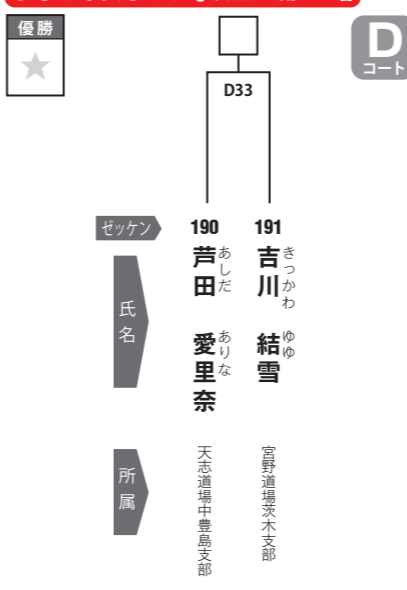 優勝
D
コート
D33
ゼッケン
190
191
氏名
芦田 愛里奈
あしだ ありな
吉川 結雪
きっかわ ゆゆ
所属
天志道場中豊島支部
宮野道場茨木支部